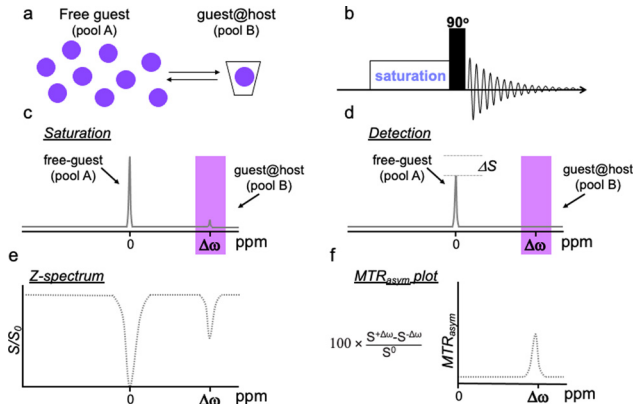 a
Free guest
(pool A)
guest@host
(pool B)
b
90°
saturation
c
Saturation
free-guest
(pool A)
guest@host
(pool B)
0
Δω
ppm
d
Detection
free-guest
(pool A)
ΔS
guest@host
(pool B)
0
Δω
ppm
e
Z-spectrum
S/S0
0
Δω
ppm
f
MTRasym plot
100 × S+Δω-S-Δω
S0
MTRasym
0
Δω
ppm